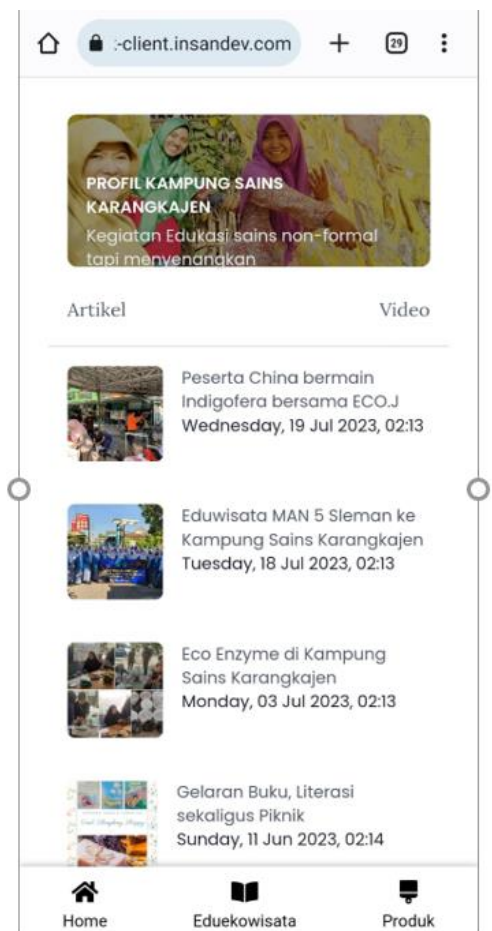 :-client.insandev.com
29
PROFIL KAMPUNG SAINS
KARANGKAJEN
Kegiatan Edukasi sains non-formal
tapi menyenangkan
Artikel
Video
Peserta China bermain
Indigofera bersama ECO.J
Wednesday, 19 Jul 2023, 02:13
Eduwisata MAN 5 Sleman ke
Kampung Sains Karangkajen
Tuesday, 18 Jul 2023, 02:13
Eco Enzyme di Kampung
Sains Karangkajen
Monday, 03 Jul 2023, 02:13
Gelaran Buku, Literasi
sekaligus Piknik
Sunday, 11 Jun 2023, 02:14
Home
Eduekowisata
Produk